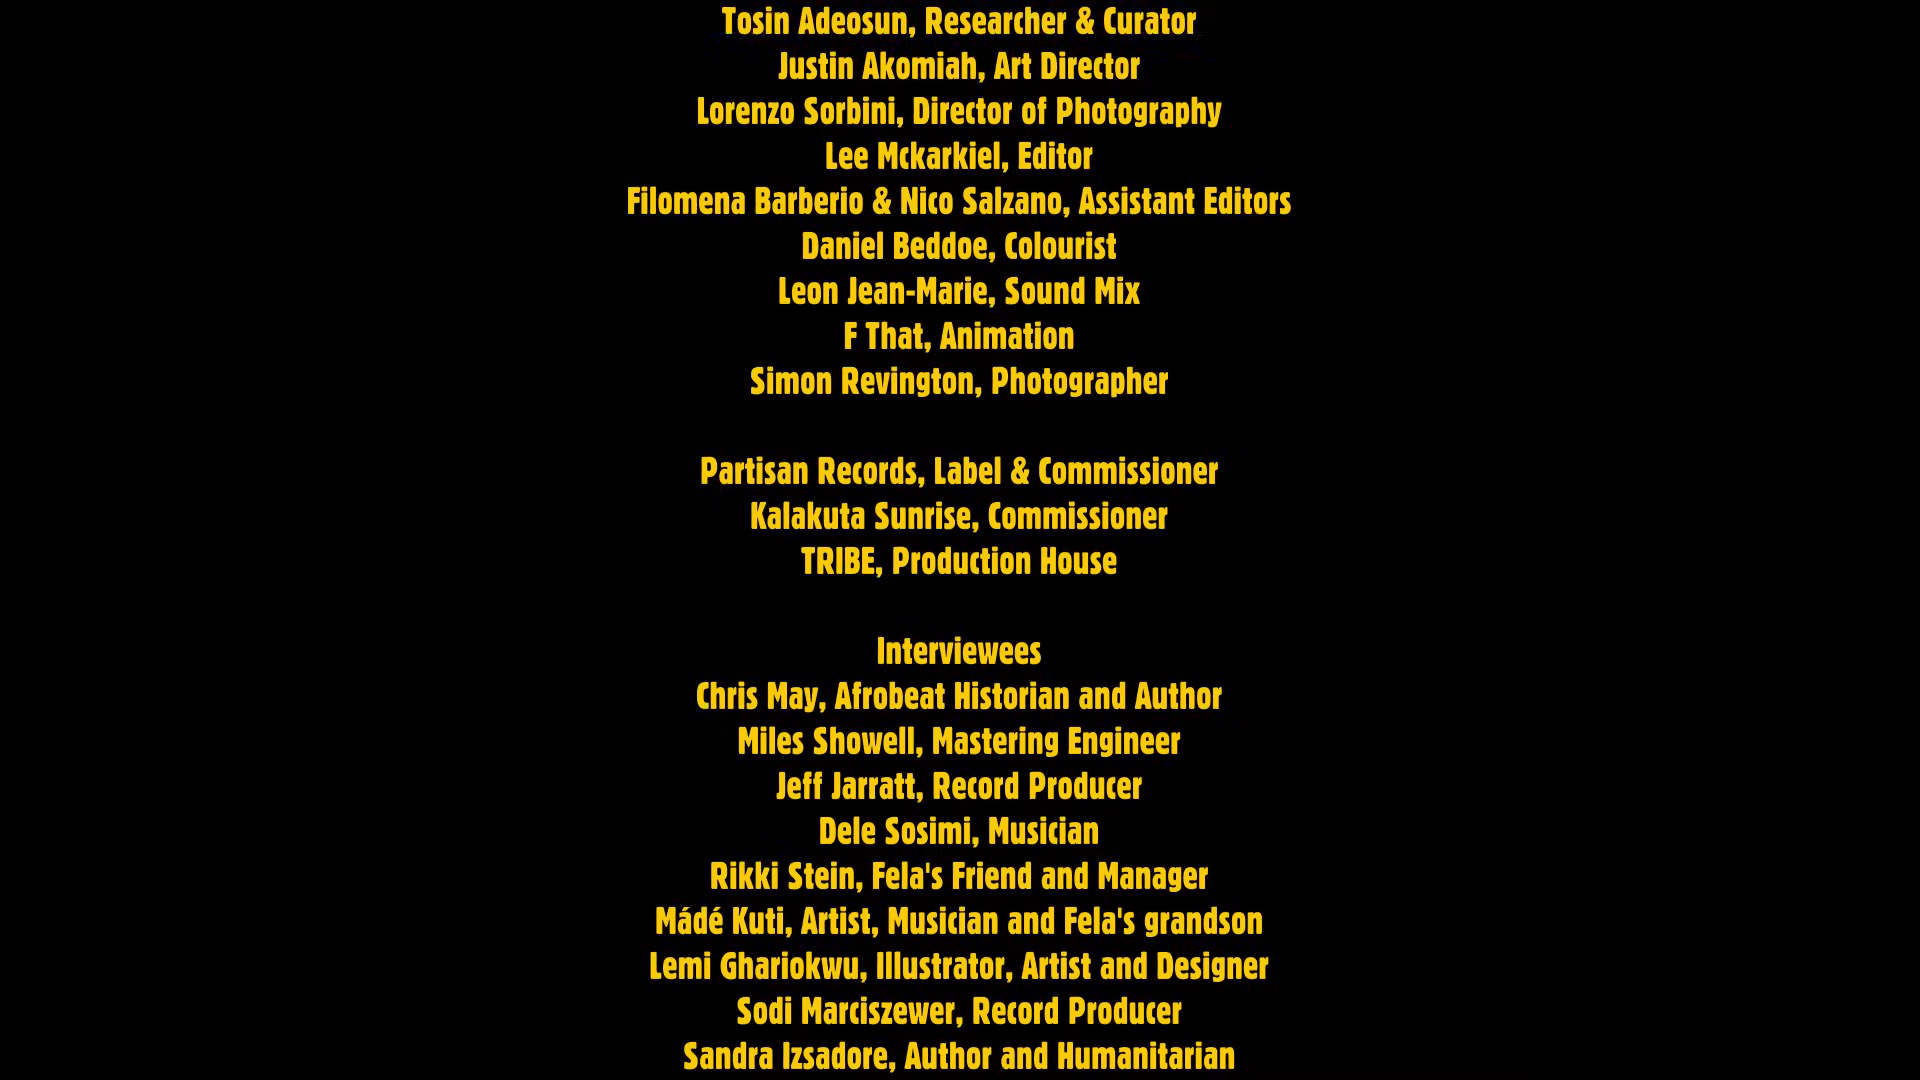 Tosin Adeosun, Researcher & Curator
Justin Akomiah, Art Director
Lorenzo Sorbini, Director of Photography
Lee Mckarkiel, Editor
Filomena Barberio & Nico Salzano, Assistant Editors
Daniel Beddoe, Colourist
Leon Jean-Marie, Sound Mix
F That, Animation
Simon Revington, Photographer
Partisan Records, Label & Commissioner
Kalakuta Sunrise, Commissioner
TRIBE, Production House
Interviewees
Chris May, Afrobeat Historian and Author
Miles Showell, Mastering Engineer
Jeff Jarratt, Record Producer
Dele Sosimi, Musician
Rikki Stein, Fela's Friend and Manager
Mádé Kuti, Artist, Musician and Fela's grandson
Lemi Ghariokwu, Illustrator, Artist and Designer
Sodi Marciszewer, Record Producer
Sandra Izsadore, Author and Humanitarian